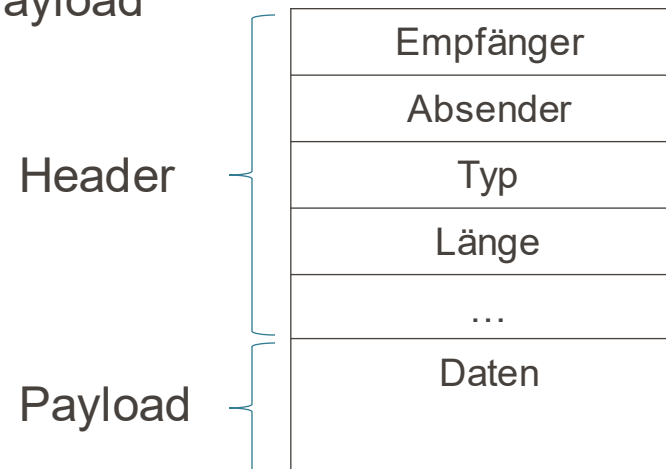 Empfänger
Absender
Header
Typ
Länge
…
Daten
Payload